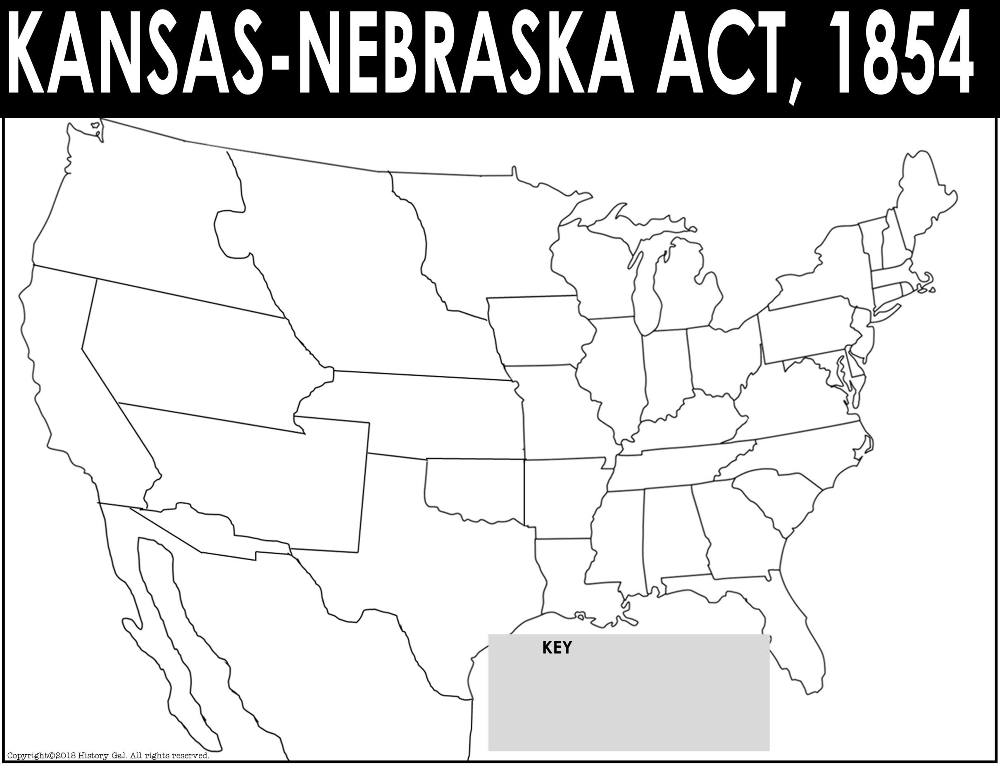 KANSAS-NEBRASKA ACT, 1854
KEY
Copyright©2018 History Gal. All rights reserved.